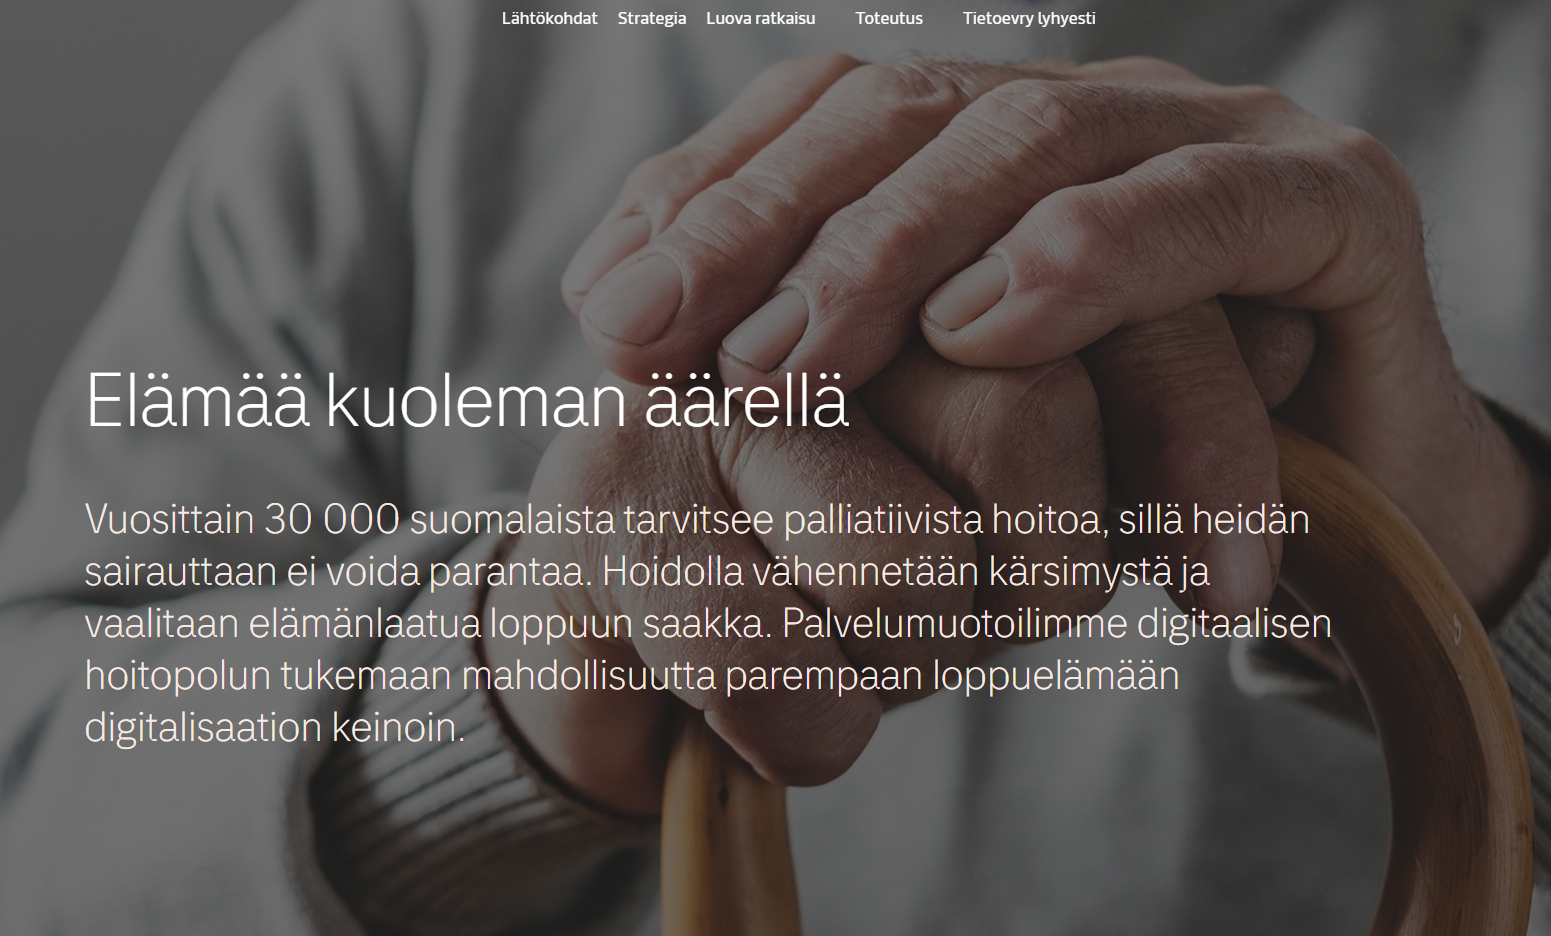 Lähtökohdat Strategia Luova ratkaisu Toteutus Tietoevry lyhyesti
Elämää kuoleman äärellä
Vuosittain 30 000 suomalaista tarvitsee palliatiivista hoitoa, sillä heidän
sairauttaan ei voida parantaa. Hoidolla vähennetään kärsimystä ja
vaalitaan elämänlaatua loppuun saakka. Palvelumuotoilimme digitaalisen
hoitopolun tukemaan mahdollisuutta parempaan loppuelämään
digitalisaation keinoin.